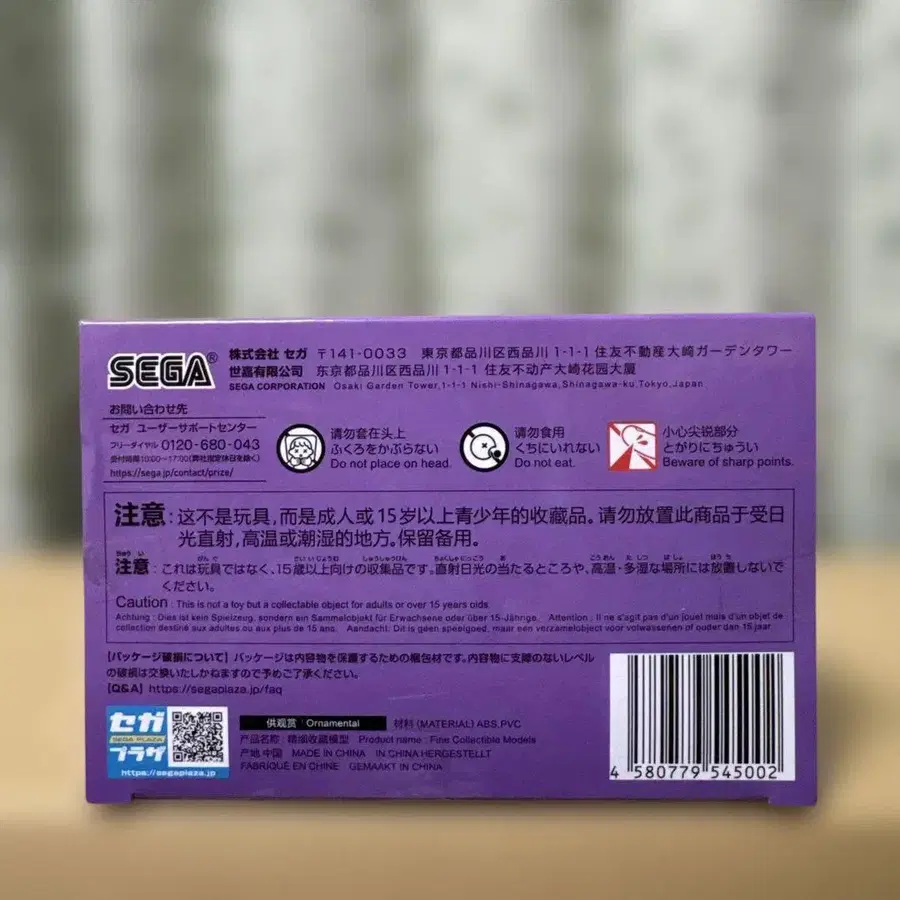 SEGA®
株式会社 セガ 〒141-0033 東京都品川区西品川 1-1-1 住友不動産大崎ガーデンタワー
世嘉有限公司 东京都品川区西品川 1-1-1 住友不动产大崎花园大厦
SEGA CORPORATION Osaki Garden Tower,1-1-1 Nishi-Shinagawa,Shinagawa-ku,Tokyo,Japan
お問い合わせ先
セガ ユーザーサポートセンター
フリーダイヤル 0120-680-043
受付時間10:00~17:00(弊社指定休日を除く)
https://sega.jp/contact/prize/
请勿套在头上
ふくろをかぶらない
Do not place on head.
请勿食用
くちにいれない
Do not eat.
小心尖锐部分
とがりにちゅうい
Beware of sharp points.
注意: 这不是玩具,而是成人或15岁以上青少年的收藏品。请勿放置此商品于受日
光直射,高温或潮湿的地方。保留备用。
注意: これは玩具ではなく、15歳以上向けの収集品です。直射日光の当たるところや、高温・多湿な場所には放置しないで
ください。
Caution : This is not a toy but a collectable object for adults or over 15 years olds.
Achtung : Dies ist kein Spielzeug, sondern ein Sammelobjekt für Erwachsene oder über 15-Jährige. Attention : Il ne s'agit pas d'un jouet mais d'un objet de
collection destiné aux adultes ou aux plus de 15 ans. Aandacht: Dit is geen speelgoed, maar een verzamelobject voor volwassenen of ouder dan 15 jaar.
【パッケージ破損について】パッケージは内容物を保護するための梱包材です。内容物に支障のないレベル
の破損は交換いたしかねますので予めご了承ください。
【Q&A】https://segaplaza.jp/faq
セガ
SEGA PLAZA
プラザ
https://segaplaza.jp
供观赏 : Ornamental 材料 (MATERIAL) ABS,PVC
产品名称: 精细收藏模型 Product name : Fine Collectible Models
产地:中国 MADE IN CHINA IN CHINA HERGESTELLT
FABRIQUÉ EN CHINE GEMAAKT IN CHINA
4 580779 545002